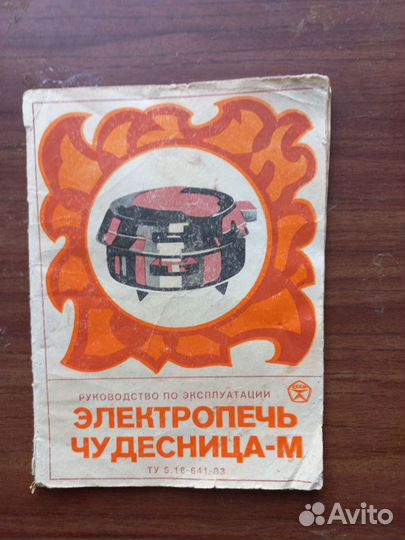 РУКОВОДСТВО ПО ЭКСПЛУАТАЦИИ
ЭЛЕКТРОПЕЧЬ
ЧУДЕСНИЦА-М
ТУ 5.16-641-83
Avito